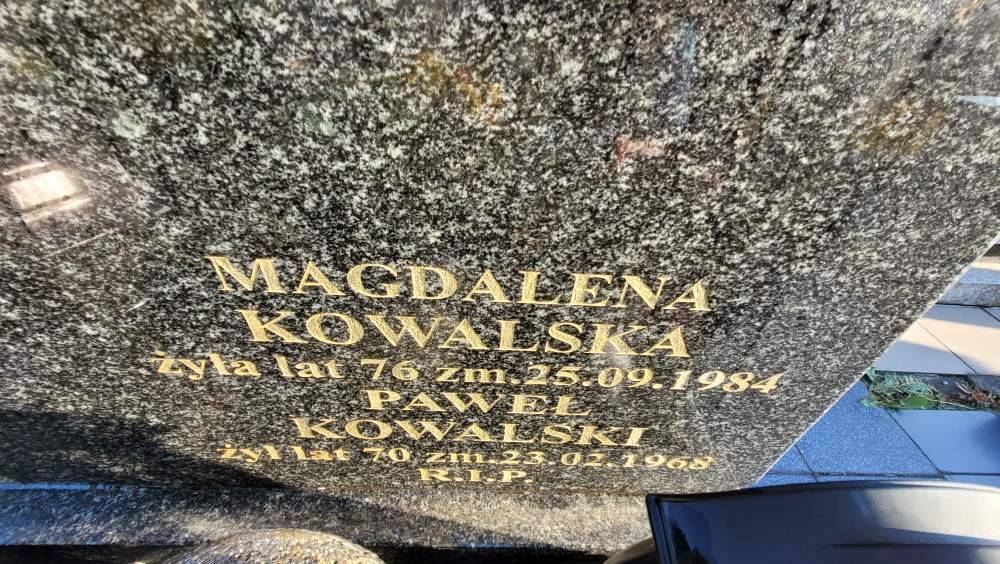 MAGDALENA
KOWALSKA
żyła lat 76 zm.25.09.1984
PAWEŁ
KOWALSKI
żył lat 70 zm.23.02.1968
R.I.P.